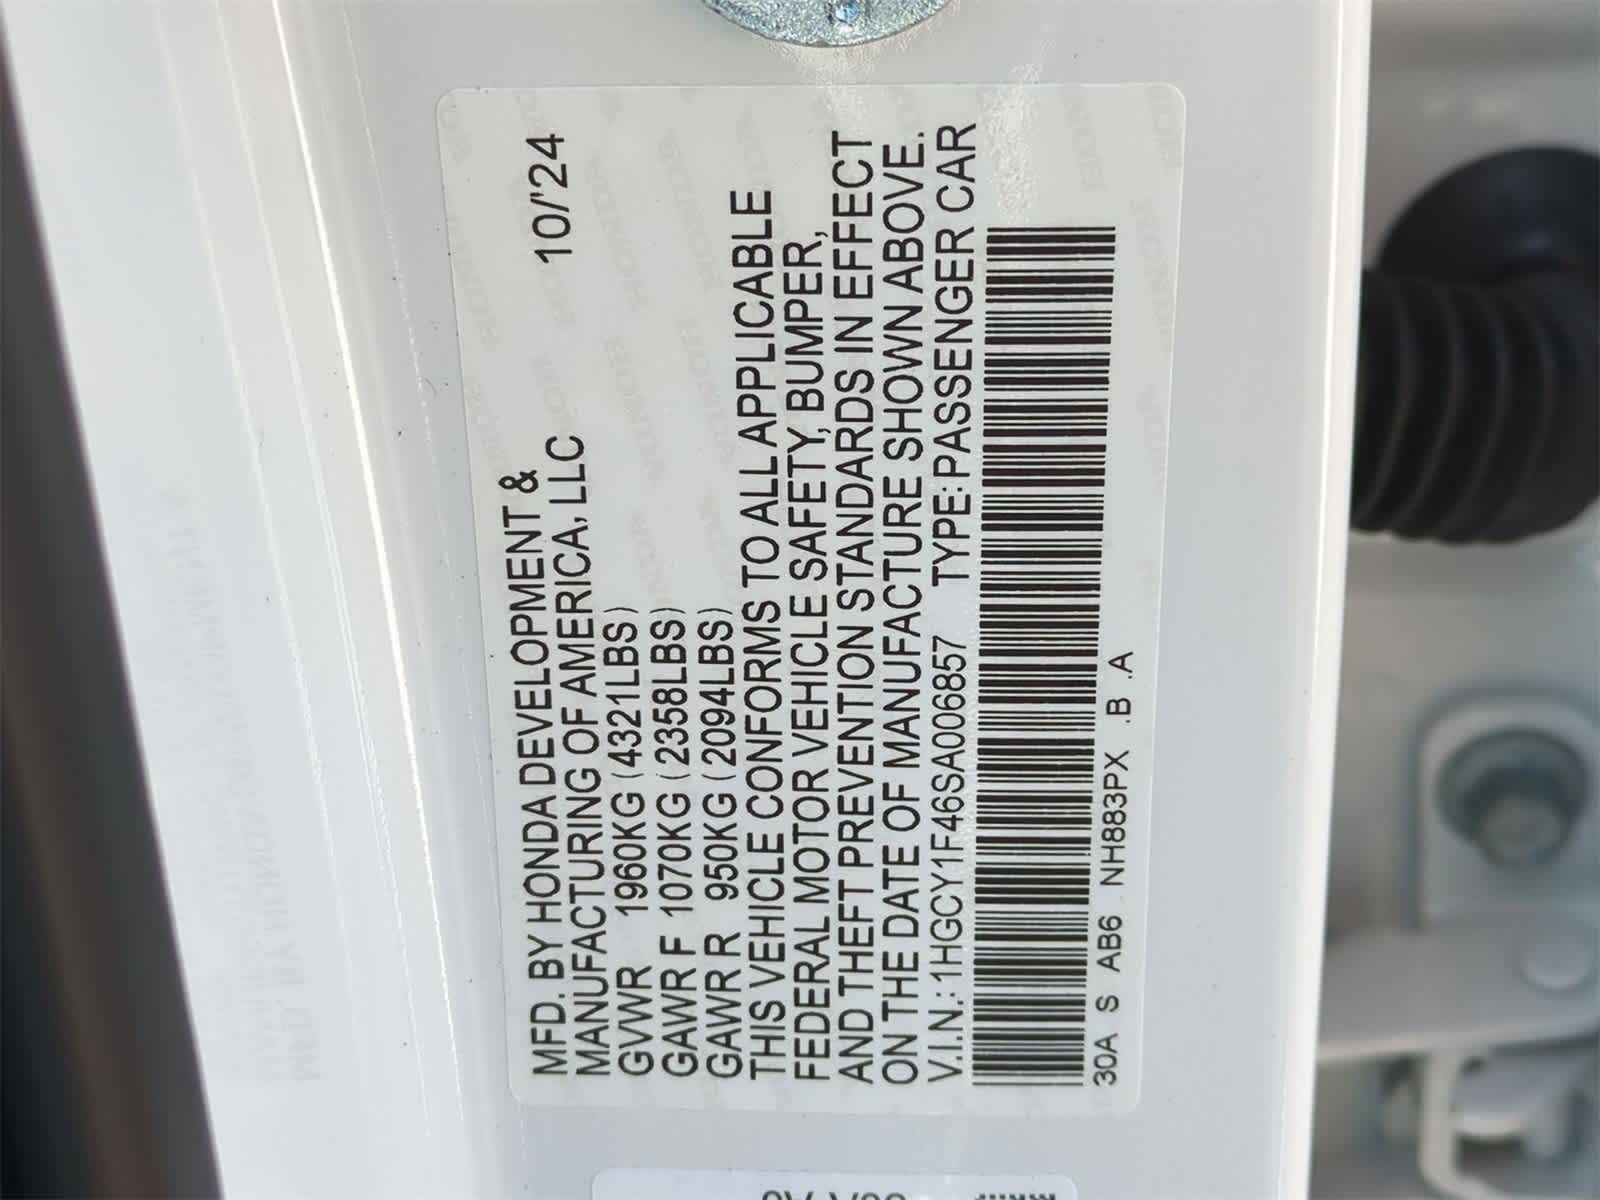 MFD. BY HONDA DEVELOPMENT & 10/'24
MANUFACTURING OF AMERICA, LLC
GVWR 1960KG (4321LBS)
GAWR F 1070KG (2358LBS)
GAWR R 950KG (2094LBS)
THIS VEHICLE CONFORMS TO ALL APPLICABLE
FEDERAL MOTOR VEHICLE SAFETY, BUMPER,
AND THEFT PREVENTION STANDARDS IN EFFECT
ON THE DATE OF MANUFACTURE SHOWN ABOVE.
V.I.N.: 1HGCY1F46SA006857 TYPE: PASSENGER CAR
30A S AB6 NH883PX .B .A